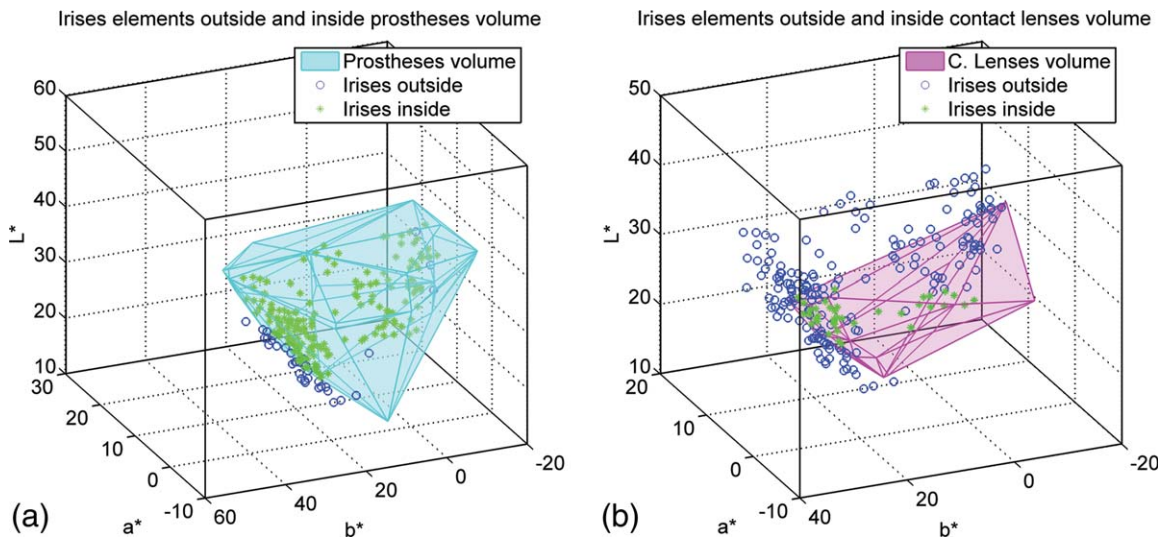 Irises elements outside and inside prostheses volume
Prostheses volume
Irises outside
Irises inside
60
50
40
30
20
10
L*
30
20
10
0
-10
a*
60
40
20
0
-20
b*
(a)
Irises elements outside and inside contact lenses volume
C. Lenses volume
Irises outside
Irises inside
50
40
30
20
10
L*
20
10
0
-10
a*
40
20
0
-20
b*
(b)